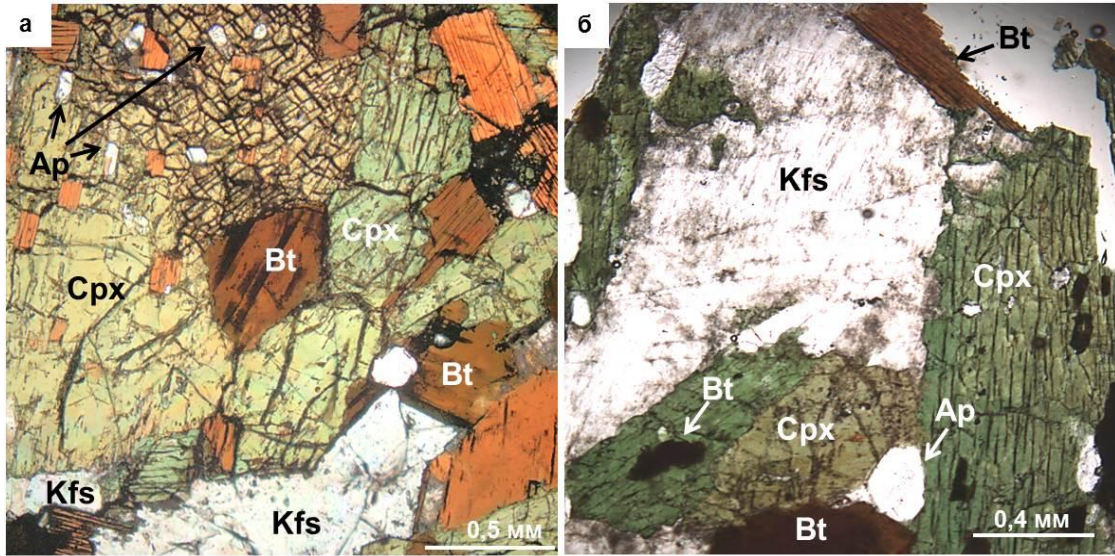 а
Ap
Cpx
Bt
Cpx
Bt
Kfs
Kfs
0,5 мм
б
Bt
Kfs
Cpx
Bt
Cpx
Ap
Bt
0,4 мм